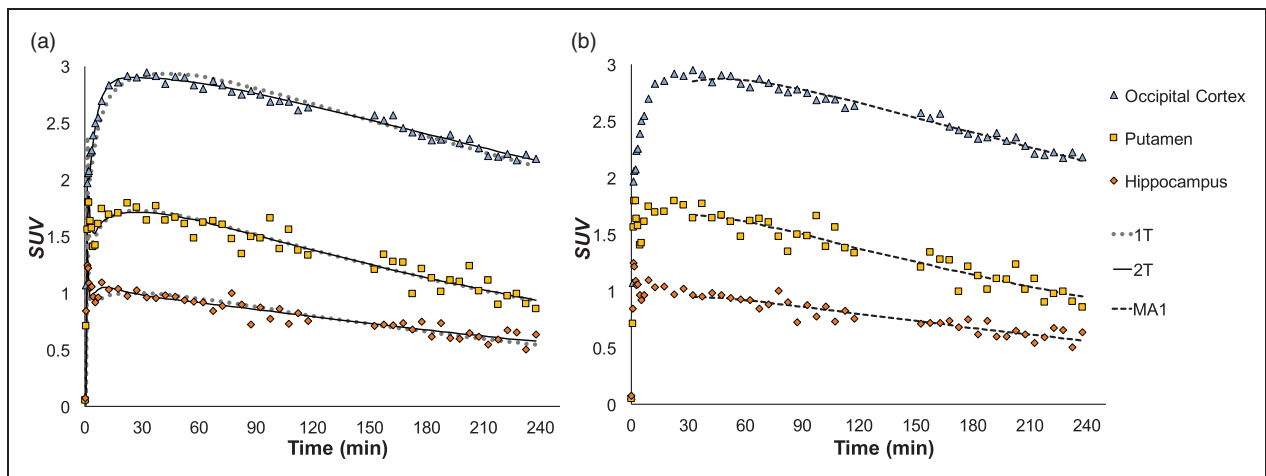 (a)
(b)
3
2.5
2
1.5
1
0.5
0
SUV
0 30 60 90 120 150 180 210 240
Time (min)
3
2.5
2
1.5
1
0.5
0
SUV
0 30 60 90 120 150 180 210 240
Time (min)
Occipital Cortex
Putamen
Hippocampus
1T
2T
MA1